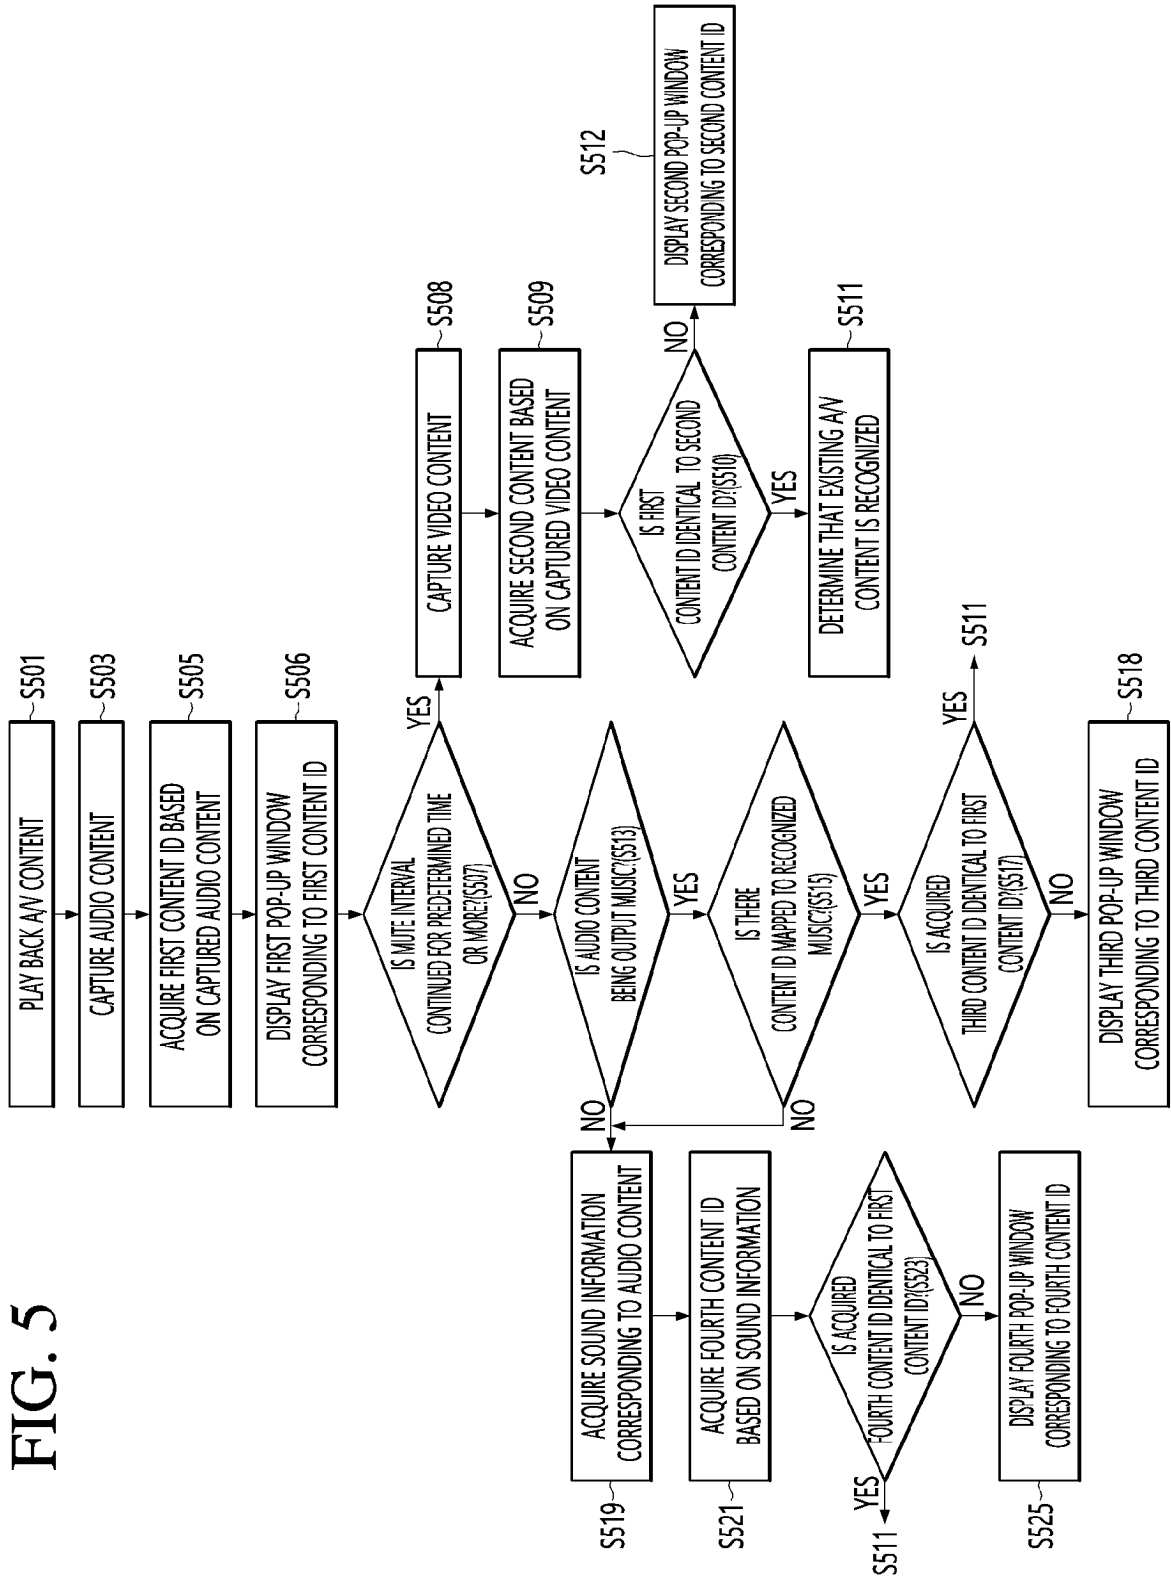 FIG. 5
PLAY BACK A/V CONTENT
S501
CAPTURE AUDIO CONTENT
S503
ACQUIRE FIRST CONTENT ID BASED
ON CAPTURED AUDIO CONTENT
S505
DISPLAY FIRST POP-UP WINDOW
CORRESPONDING TO FIRST CONTENT ID
S506
IS MUTE INTERVAL
CONTINUED FOR PREDETERMINED TIME
OR MORE?(S507)
YES
NO
CAPTURE VIDEO CONTENT
S508
ACQUIRE SECOND CONTENT BASED
ON CAPTURED VIDEO CONTENT
S509
IS FIRST
CONTENT ID IDENTICAL TO SECOND
CONTENT ID?(S510)
NO
YES
DISPLAY SECOND POP-UP WINDOW
CORRESPONDING TO SECOND CONTENT ID
S512
DETERMINE THAT EXISTING A/V
CONTENT IS RECOGNIZED
S511
IS AUDIO CONTENT
BEING OUTPUT MUSIC?(S513)
NO
YES
IS THERE
CONTENT ID MAPPED TO RECOGNIZED
MUSIC?(S515)
NO
YES
IS ACQUIRED
THIRD CONTENT ID IDENTICAL TO FIRST
CONTENT ID?(S517)
YES
S511
NO
DISPLAY THIRD POP-UP WINDOW
CORRESPONDING TO THIRD CONTENT ID
S518
ACQUIRE SOUND INFORMATION
CORRESPONDING TO AUDIO CONTENT
S519
ACQUIRE FOURTH CONTENT ID
BASED ON SOUND INFORMATION
S521
IS ACQUIRED
FOURTH CONTENT ID IDENTICAL TO FIRST
CONTENT ID?(S523)
YES
S511
NO
DISPLAY FOURTH POP-UP WINDOW
CORRESPONDING TO FOURTH CONTENT ID
S525